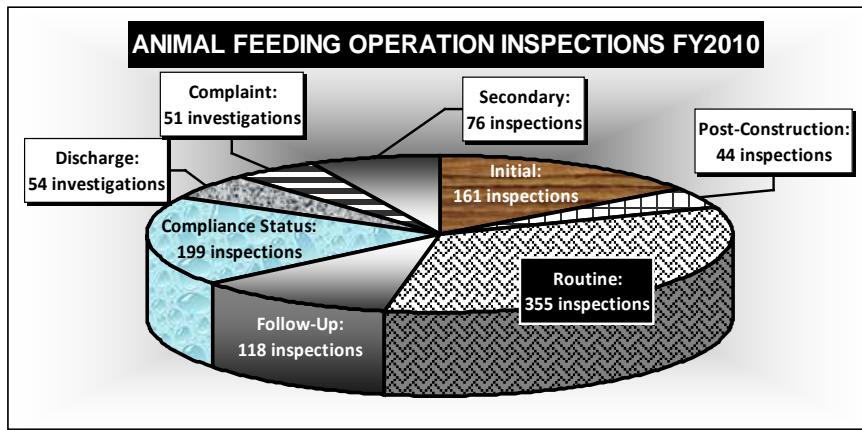 ANIMAL FEEDING OPERATION INSPECTIONS FY2010
Complaint:
51 investigations
Secondary:
76 inspections
Post-Construction:
44 inspections
Discharge:
54 investigations
Initial:
161 inspections
Compliance Status:
199 inspections
Routine:
355 inspections
Follow-Up:
118 inspections